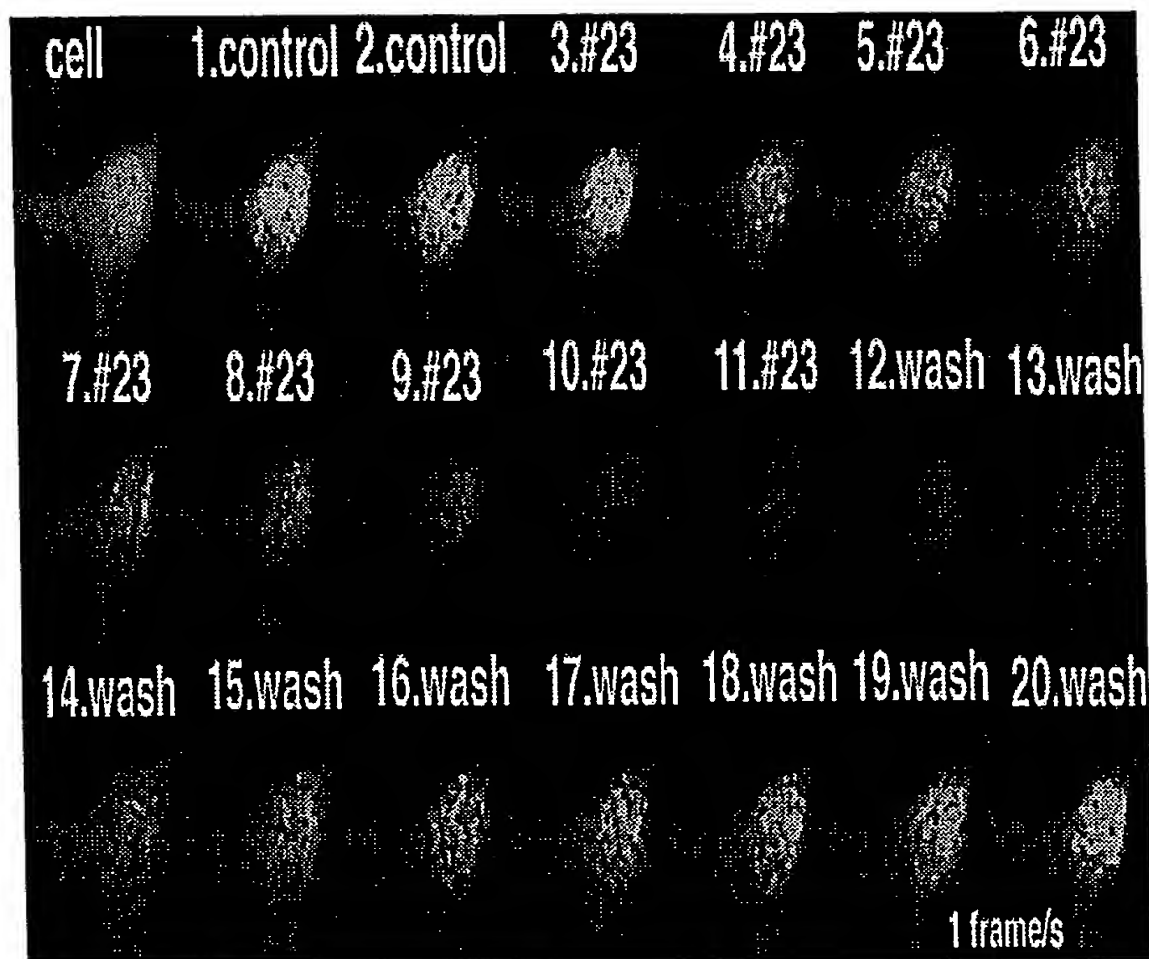 cell 1.control 2.control 3.#23 4.#23 5.#23 6.#23
7.#23 8.#23 9.#23 10.#23 11.#23 12.wash 13.wash
14.wash 15.wash 16.wash 17.wash 18.wash 19.wash 20.wash
1 frame/s